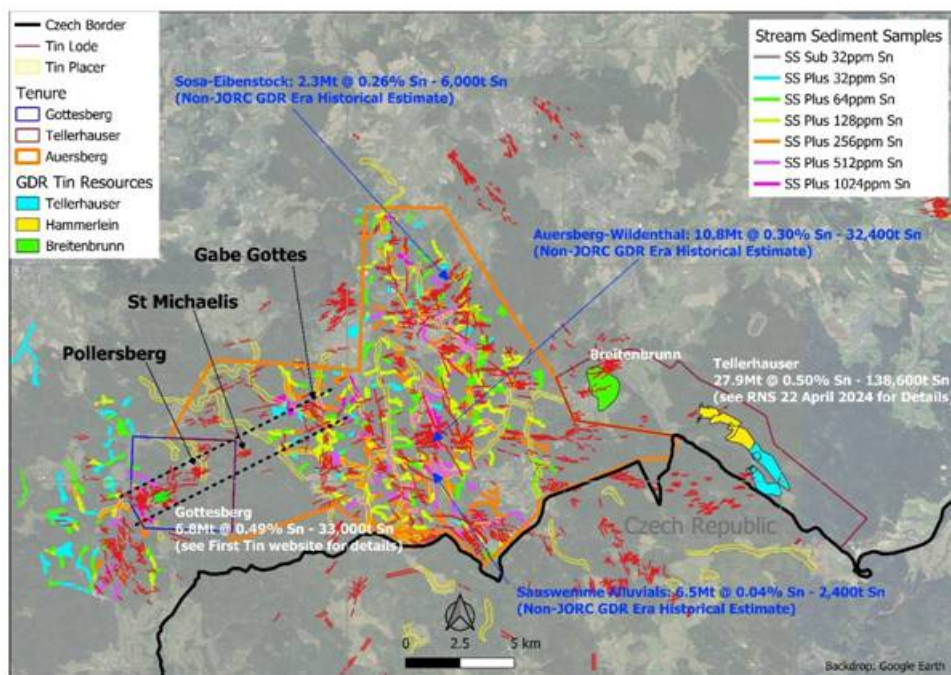 Czech Border
Tin Lode
Tin Placer
Tenure
Gottesberg
Tellerhauser
Auersberg
GDR Tin Resources
Tellerhauser
Hammerlein
Breitenbrunn
Stream Sediment Samples
SS Sub 32ppm Sn
SS Plus 32ppm Sn
SS Plus 64ppm Sn
SS Plus 128ppm Sn
SS Plus 256ppm Sn
SS Plus 512ppm Sn
SS Plus 1024ppm Sn
Sosa-Eibenstock: 2.3Mt @ 0.26% Sn - 6,000t Sn
(Non-JORC GDR Era Historical Estimate)
Auersberg-Wildenthal: 10.8Mt @ 0.30% Sn - 32,400t Sn
(Non-JORC GDR Era Historical Estimate)
Gabe Gottes
St Michaelis
Pollersberg
Breitenbrunn
Tellerhauser
27.9Mt @ 0.50% Sn - 138,600t Sn
(see RNS 22 April 2024 for Details)
Gottesberg
6.8Mt @ 0.49% Sn - 33,000t Sn
(see First Tin website for details)
Czech Republic
Sauswemme Alluvials: 6.5Mt @ 0.04% Sn - 2,400t Sn
(Non-JORC GDR Era Historical Estimate)
0 2.5 5 km
Backdrop: Google Earth